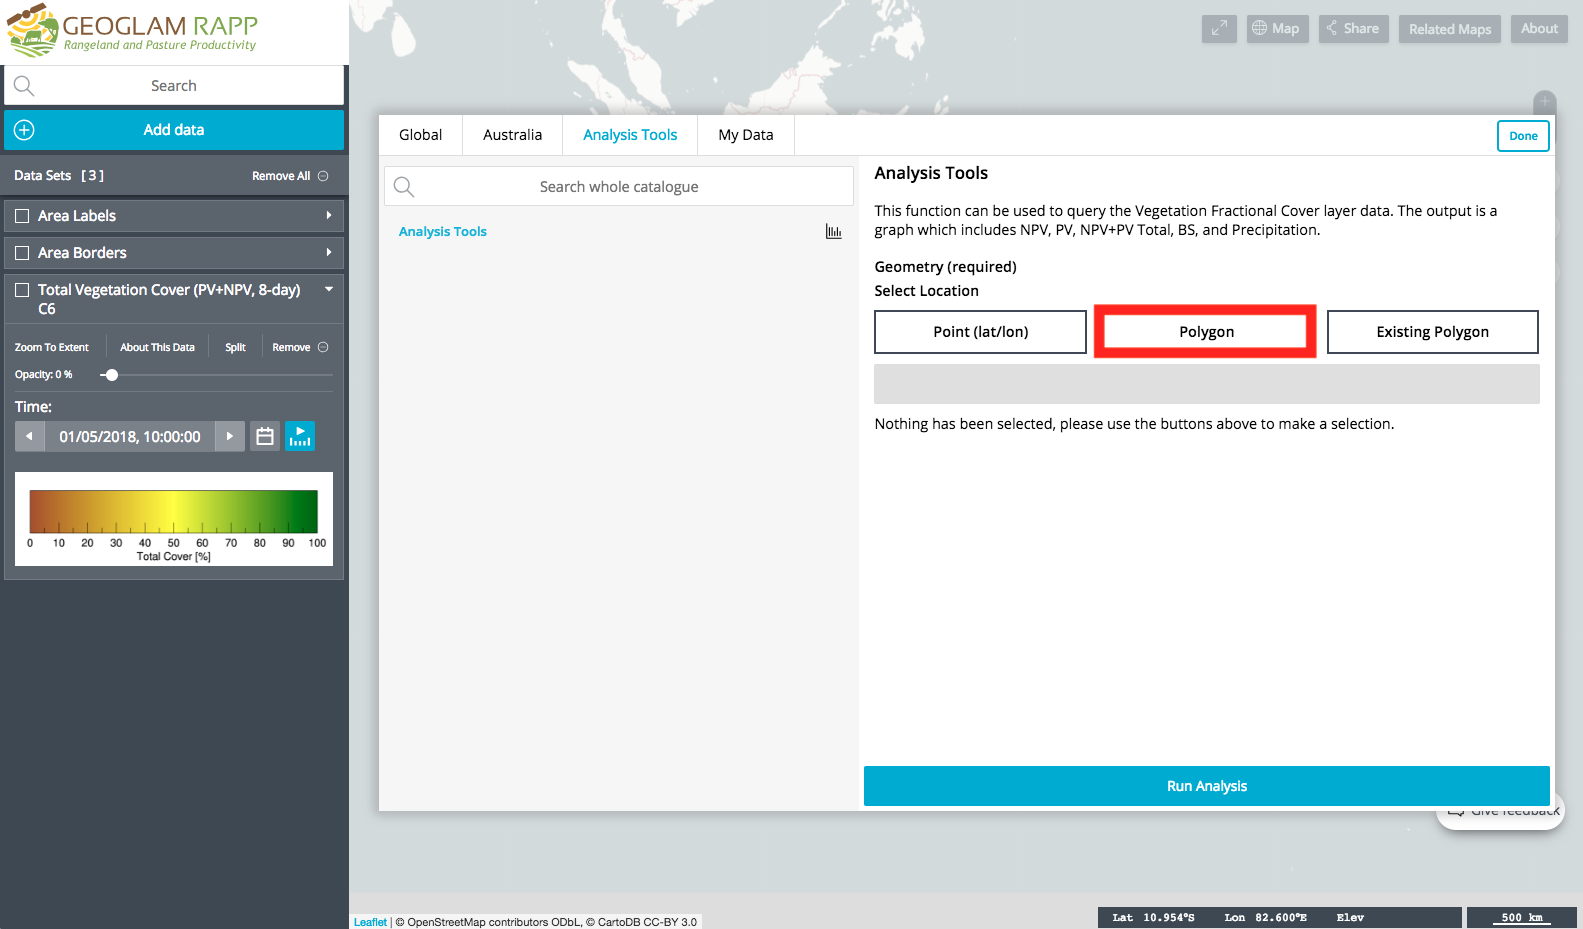 GEOGLAM RAPP
Rangeland and Pasture Productivity
Search
Add data
Data Sets [ 3 ]
Remove All
Area Labels
Area Borders
Total Vegetation Cover (PV+NPV, 8-day)
C6
Zoom To Extent
About This Data
Split
Remove
Opacity: 0 %
Time:
01/05/2018, 10:00:00
0 10 20 30 40 50 60 70 80 90 100
Total Cover [%]
Map
Share
Related Maps
About
Global
Australia
Analysis Tools
My Data
Done
Search whole catalogue
Analysis Tools
Analysis Tools
This function can be used to query the Vegetation Fractional Cover layer data. The output is a
graph which includes NPV, PV, NPV+PV Total, BS, and Precipitation.
Geometry (required)
Select Location
Point (lat/lon)
Polygon
Existing Polygon
Nothing has been selected, please use the buttons above to make a selection.
Run Analysis
Give feedback
Leaflet | © OpenStreetMap contributors ODbL, © CartoDB CC-BY 3.0
Lat 10.954°S Lon 82.600°E Elev
500 km